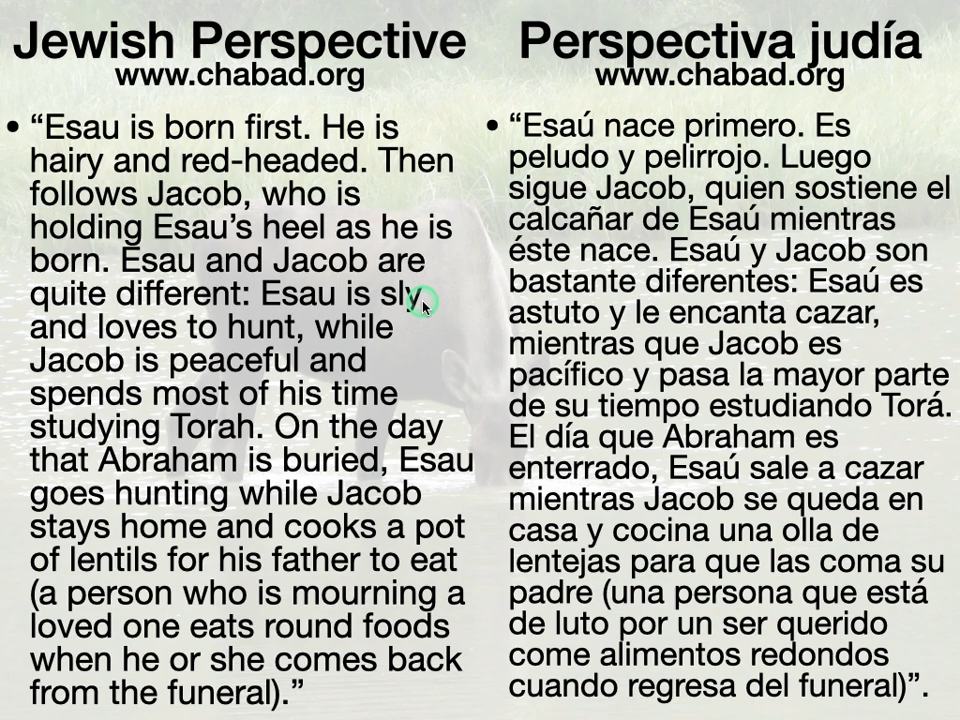 Jewish Perspective
www.chabad.org
• “Esau is born first. He is
hairy and red-headed. Then
follows Jacob, who is
holding Esau’s heel as he is
born. Esau and Jacob are
quite different: Esau is sly
and loves to hunt, while
Jacob is peaceful and
spends most of his time
studying Torah. On the day
that Abraham is buried, Esau
goes hunting while Jacob
stays home and cooks a pot
of lentils for his father to eat
(a person who is mourning a
loved one eats round foods
when he or she comes back
from the funeral).”
Perspectiva judía
www.chabad.org
• “Esaú nace primero. Es
peludo y pelirrojo. Luego
sigue Jacob, quien sostiene el
calcañar de Esaú mientras
éste nace. Esaú y Jacob son
bastante diferentes: Esaú es
astuto y le encanta cazar,
mientras que Jacob es
pacífico y pasa la mayor parte
de su tiempo estudiando Torá.
El día que Abraham es
enterrado, Esaú sale a cazar
mientras Jacob se queda en
casa y cocina una olla de
lentejas para que las coma su
padre (una persona que está
de luto por un ser querido
come alimentos redondos
cuando regresa del funeral)”.